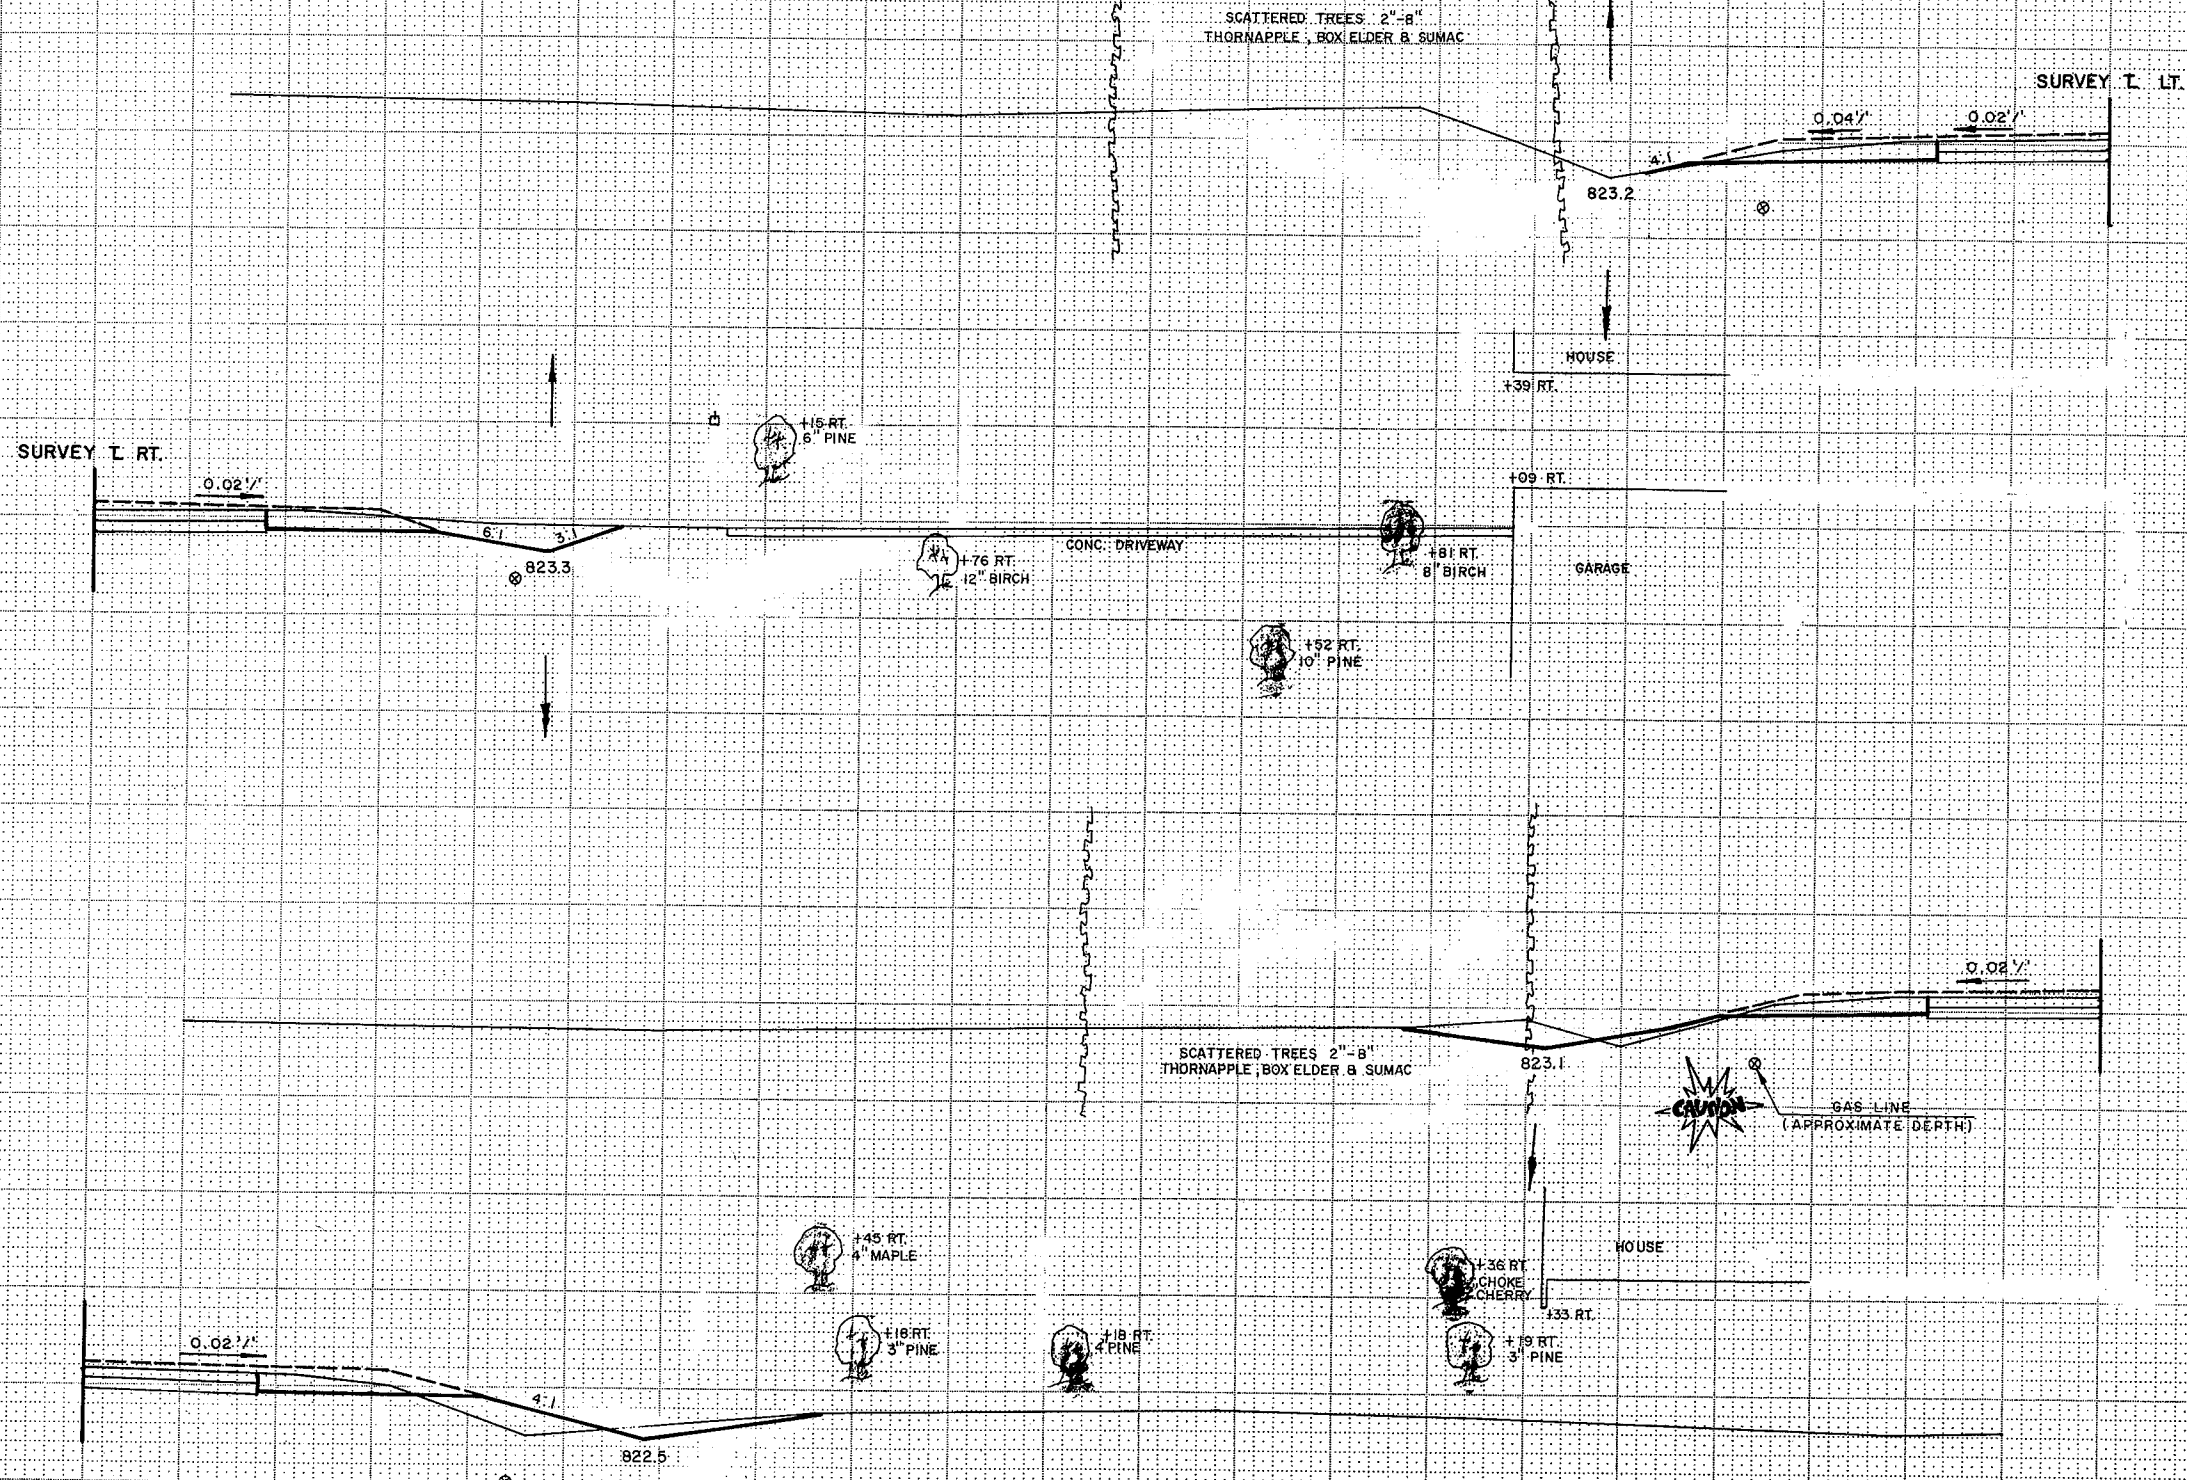 SCATTERED TREES 2"-8"
THORNAPPLE, BOX ELDER & SUMAC
SURVEY ℄ LT.
0.04'/'
0.02'/'
4:1
823.2
HOUSE
+39 RT.
+15 RT.
6" PINE
SURVEY ℄ RT.
0.02'/'
+09 RT.
6:1
3:1
823.3
CONC. DRIVEWAY
+76 RT.
12" BIRCH
+81 RT.
8" BIRCH
GARAGE
+52 RT.
10" PINE
0.02'/'
SCATTERED TREES 2"-8"
THORNAPPLE, BOX ELDER & SUMAC
823.1
CAUTION
GAS LINE
(APPROXIMATE DEPTH)
+45 RT.
4" MAPLE
HOUSE
+36 RT.
CHOKE
CHERRY
+33 RT.
0.02'/'
+18 RT.
3" PINE
+18 RT.
4" PINE
+19 RT.
3" PINE
4:1
822.5